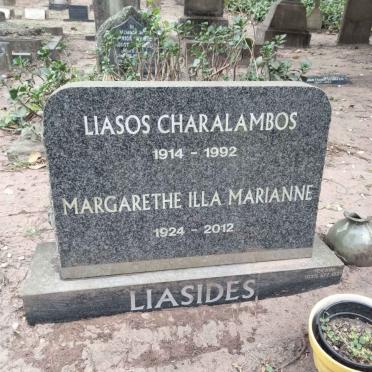 LIASOS CHARALAMBOS
1914 - 1992
MARGARETHE ILLA MARIANNE
1924 - 2012
LIASIDES